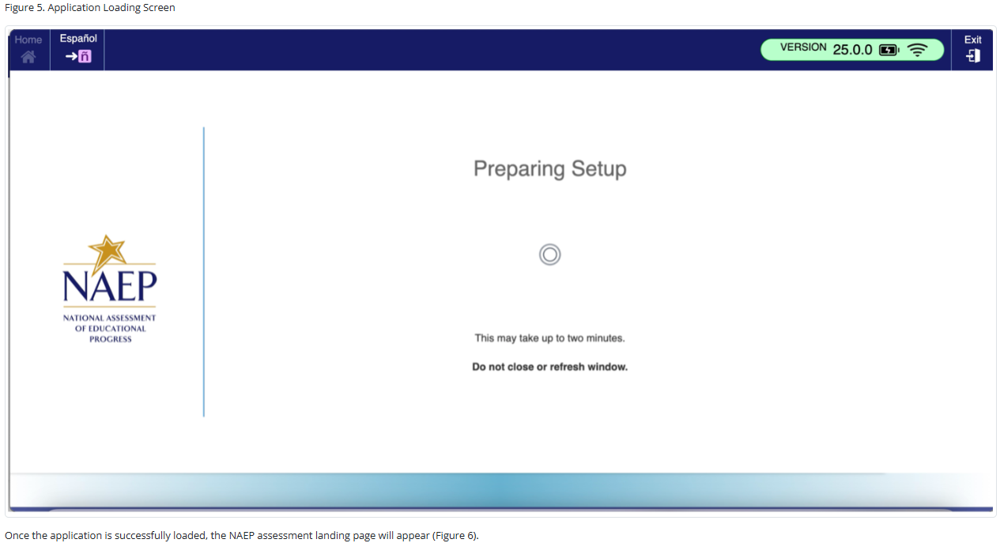 Figure 5. Application Loading Screen
Home
Español
ñ
VERSION 25.0.0
Exit
Preparing Setup
NAEP
NATIONAL ASSESSMENT
OF EDUCATIONAL
PROGRESS
This may take up to two minutes.
Do not close or refresh window.
Once the application is successfully loaded, the NAEP assessment landing page will appear (Figure 6).